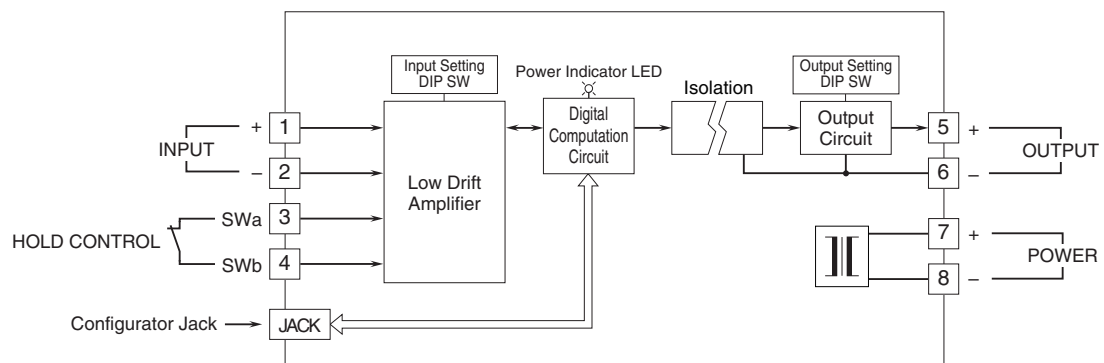 Input Setting
DIP SW
Power Indicator LED
Isolation
Output Setting
DIP SW
INPUT
+ 1
− 2
Low Drift
Amplifier
Digital
Computation
Circuit
Output
Circuit
5 +
6 −
OUTPUT
HOLD CONTROL
SWa 3
SWb 4
7 +
8 −
POWER
Configurator Jack
JACK